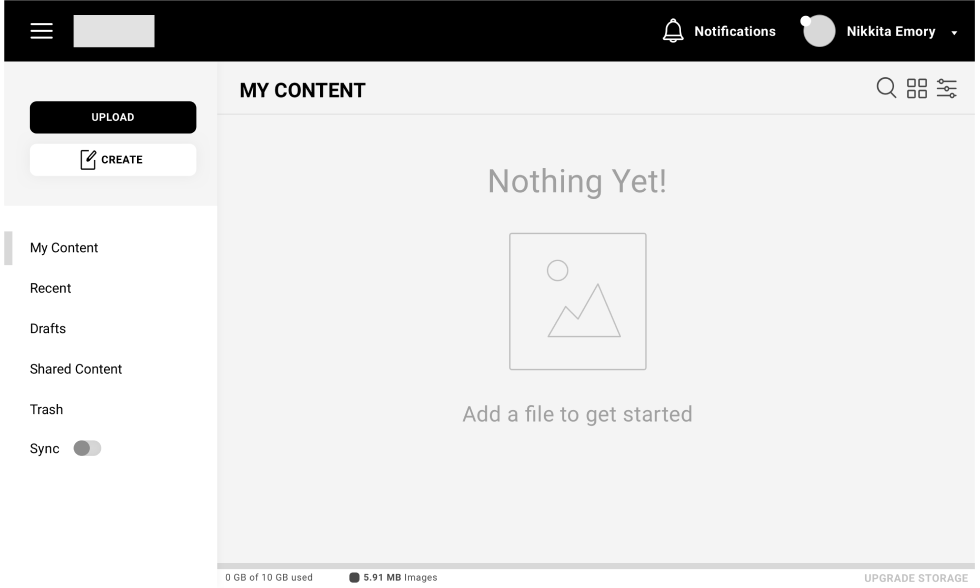 Notifications
Nikkita Emory
UPLOAD
CREATE
My Content
Recent
Drafts
Shared Content
Trash
Sync
MY CONTENT
Nothing Yet!
Add a file to get started
0 GB of 10 GB used
5.91 MB Images
UPGRADE STORAGE